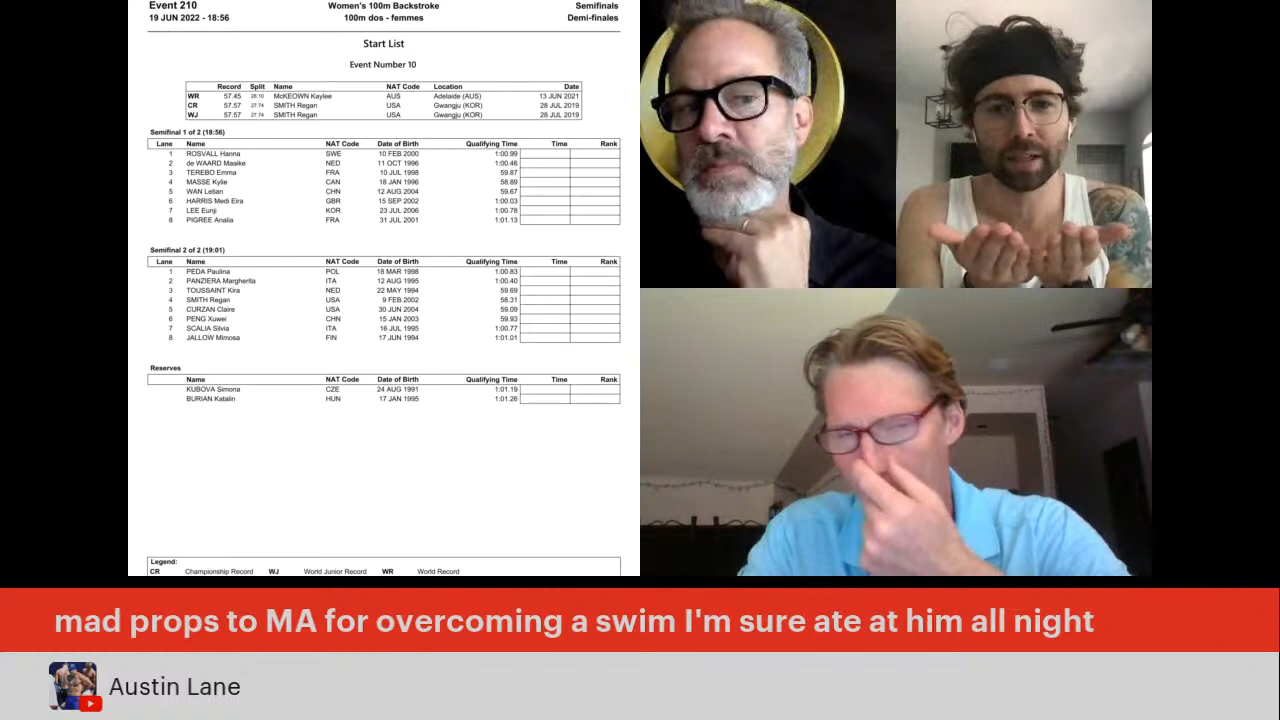 Event 210
Women's 100m Backstroke
Semifinals
19 JUN 2022 - 18:56
100m dos - femmes
Demi-finales
Start List
Event Number 10
Record Split Name NAT Code Location Date
WR 57.45 28.10 McKEOWN Kaylee AUS Adelaide (AUS) 13 JUN 2021
CR 57.57 27.74 SMITH Regan USA Gwangju (KOR) 28 JUL 2019
WJ 57.57 27.74 SMITH Regan USA Gwangju (KOR) 28 JUL 2019
Semifinal 1 of 2 (18:56)
Lane Name NAT Code Date of Birth Qualifying Time Time Rank
1 ROSVALL Hanna SWE 10 FEB 2000 1:00.99
2 de WAARD Maaike NED 11 OCT 1996 1:00.46
3 TEREBO Emma FRA 10 JUL 1998 59.87
4 MASSE Kylie CAN 18 JAN 1996 58.89
5 WAN Letian CHN 12 AUG 2004 59.67
6 HARRIS Medi Eira GBR 15 SEP 2002 1:00.03
7 LEE Eunji KOR 23 JUL 2006 1:00.78
8 PIGREE Analia FRA 31 JUL 2001 1:01.13
Semifinal 2 of 2 (19:01)
Lane Name NAT Code Date of Birth Qualifying Time Time Rank
1 PEDA Paulina POL 18 MAR 1998 1:00.83
2 PANZIERA Margherita ITA 12 AUG 1995 1:00.40
3 TOUSSAINT Kira NED 22 MAY 1994 59.69
4 SMITH Regan USA 9 FEB 2002 58.31
5 CURZAN Claire USA 30 JUN 2004 59.09
6 PENG Xuwei CHN 15 JAN 2003 59.93
7 SCALIA Silvia ITA 16 JUL 1995 1:00.77
8 JALLOW Mimosa FIN 17 JUN 1994 1:01.01
Reserves
Name NAT Code Date of Birth Qualifying Time Time Rank
KUBOVA Simona CZE 24 AUG 1991 1:01.19
BURIAN Katalin HUN 17 JAN 1995 1:01.26
Legend:
CR Championship Record WJ World Junior Record WR World Record
mad props to MA for overcoming a swim I'm sure ate at him all night
Austin Lane